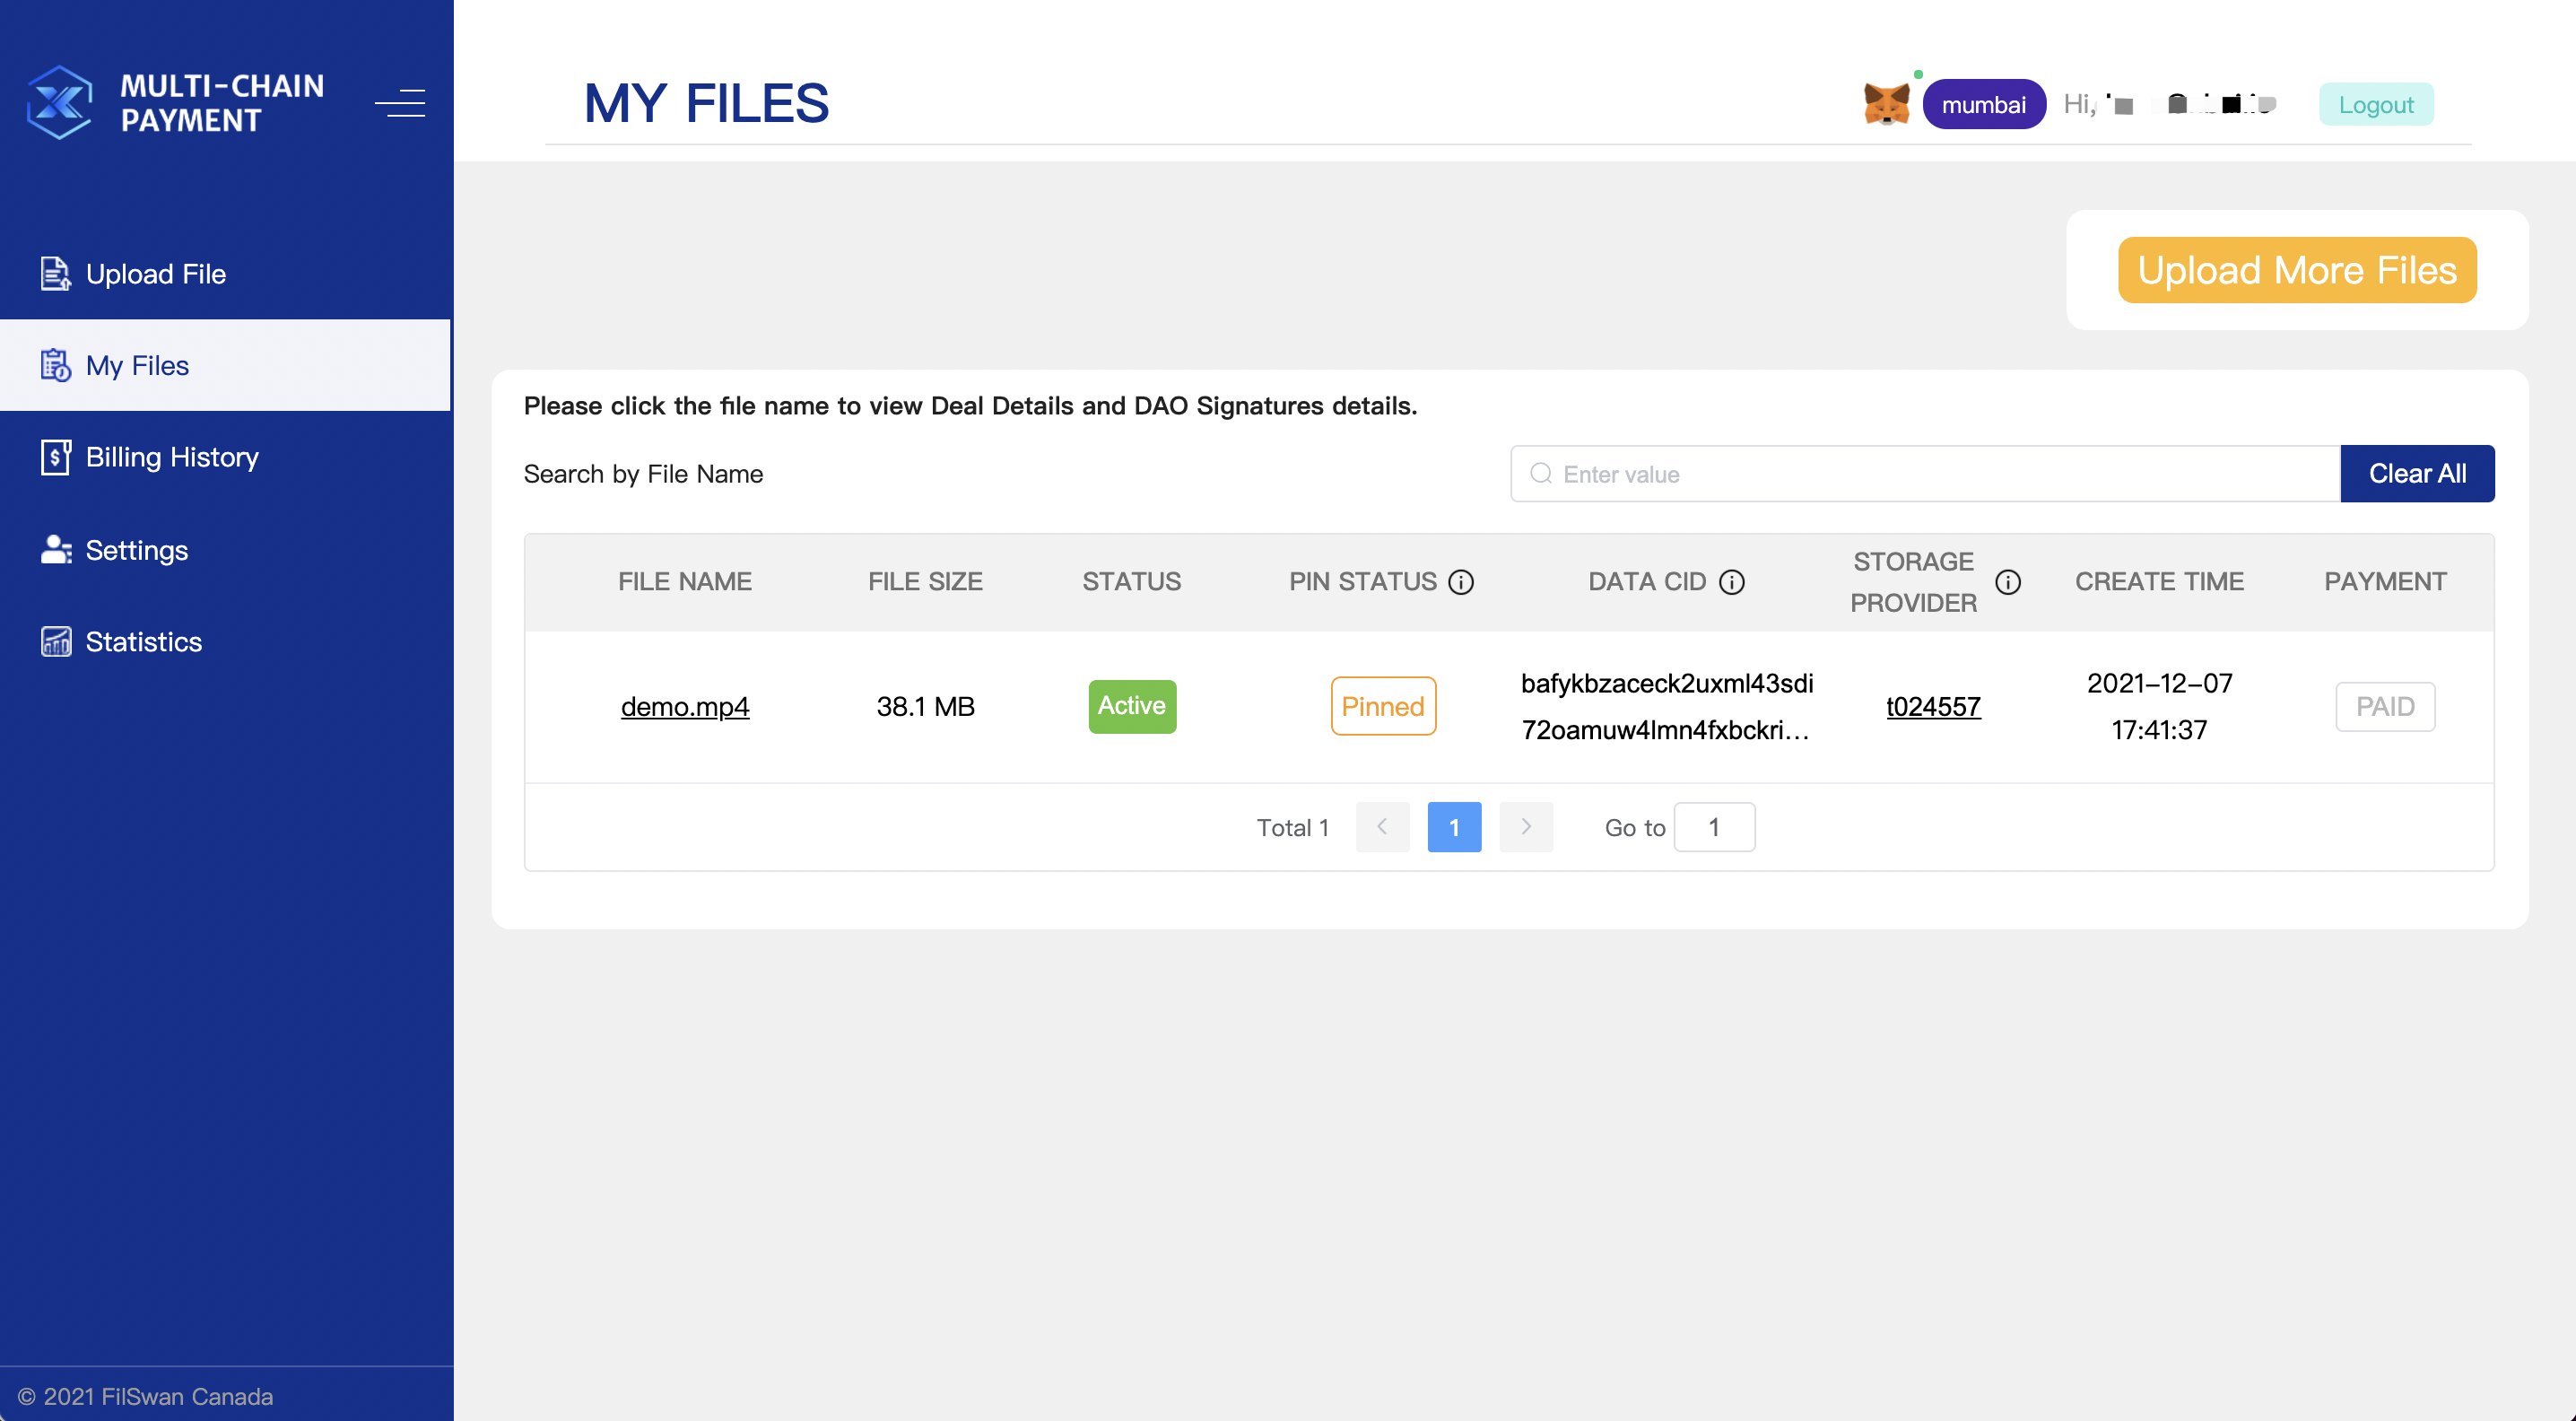 MULTI-CHAIN
PAYMENT
Upload File
My Files
Billing History
Settings
Statistics
© 2021 FilSwan Canada
MY FILES
mumbai
Hi,
Logout
Upload More Files
Please click the file name to view Deal Details and DAO Signatures details.
Search by File Name
Enter value
Clear All
FILE NAME FILE SIZE STATUS PIN STATUS DATA CID STORAGE PROVIDER CREATE TIME PAYMENT
demo.mp4 38.1 MB Active Pinned bafykbzaceck2uxml43sdi t024557 2021-12-07 PAID
72oamuw4lmn4fxbckri... 17:41:37
Total 1 1 Go to 1